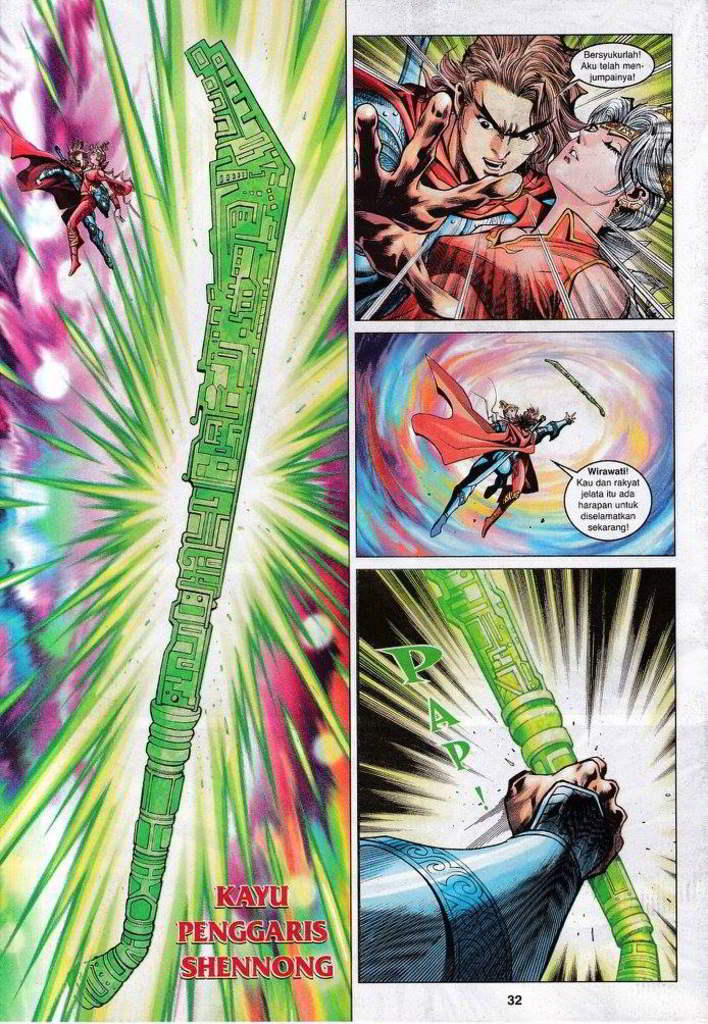 KAYU
PENGGARIS
SHENNONG
Bersyukurlah!
Aku telah men-
jumpainya!
Wirawati!
Kau dan rakyat
jelata itu ada
harapan untuk
diselamatkan
sekarang!
PAP!
32